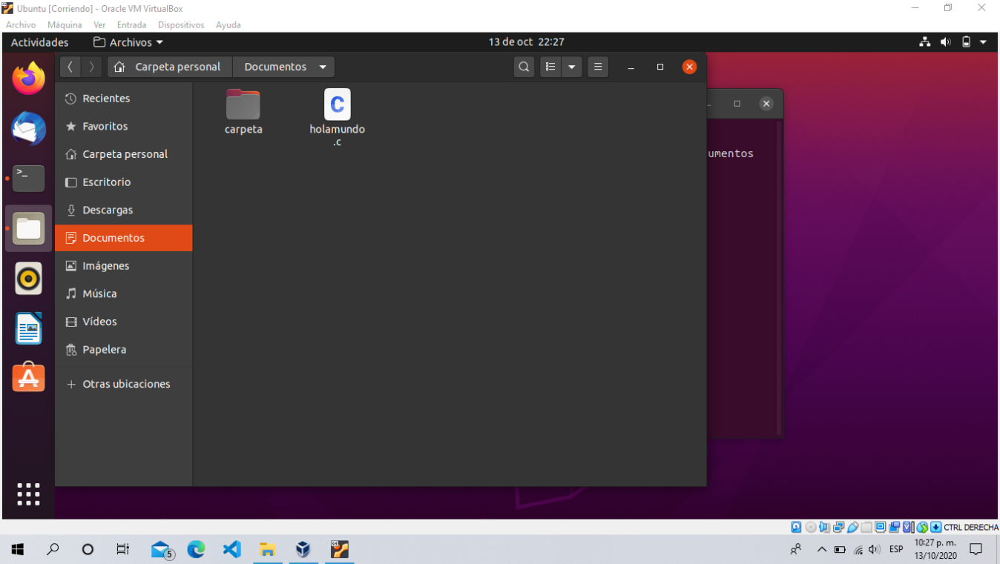 Ubuntu [Corriendo] - Oracle VM VirtualBox
Archivo Máquina Ver Entrada Dispositivos Ayuda
Actividades Archivos 13 de oct 22:27
Carpeta personal Documentos
Recientes
Favoritos
Carpeta personal
Escritorio
Descargas
Documentos
Imágenes
Música
Vídeos
Papelera
+ Otras ubicaciones
carpeta
C
holamundo
.c
umentos
>_
CTRL DERECHA
5
64
ESP
10:27 p. m.
13/10/2020